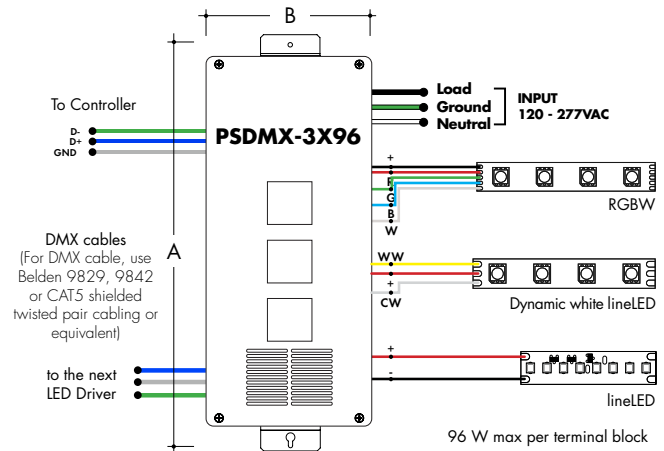 B
To Controller
D-
D+
GND
Load
Ground
Neutral
INPUT
120 - 277VAC
PSDMX-3X96
+
R
G
B
W
RGBW
A
DMX cables
(For DMX cable, use
Belden 9829, 9842
or CAT5 shielded
twisted pair cabling or
equivalent)
WW
+
CW
Dynamic white lineLED
to the next
LED Driver
+
-
lineLED
96 W max per terminal block